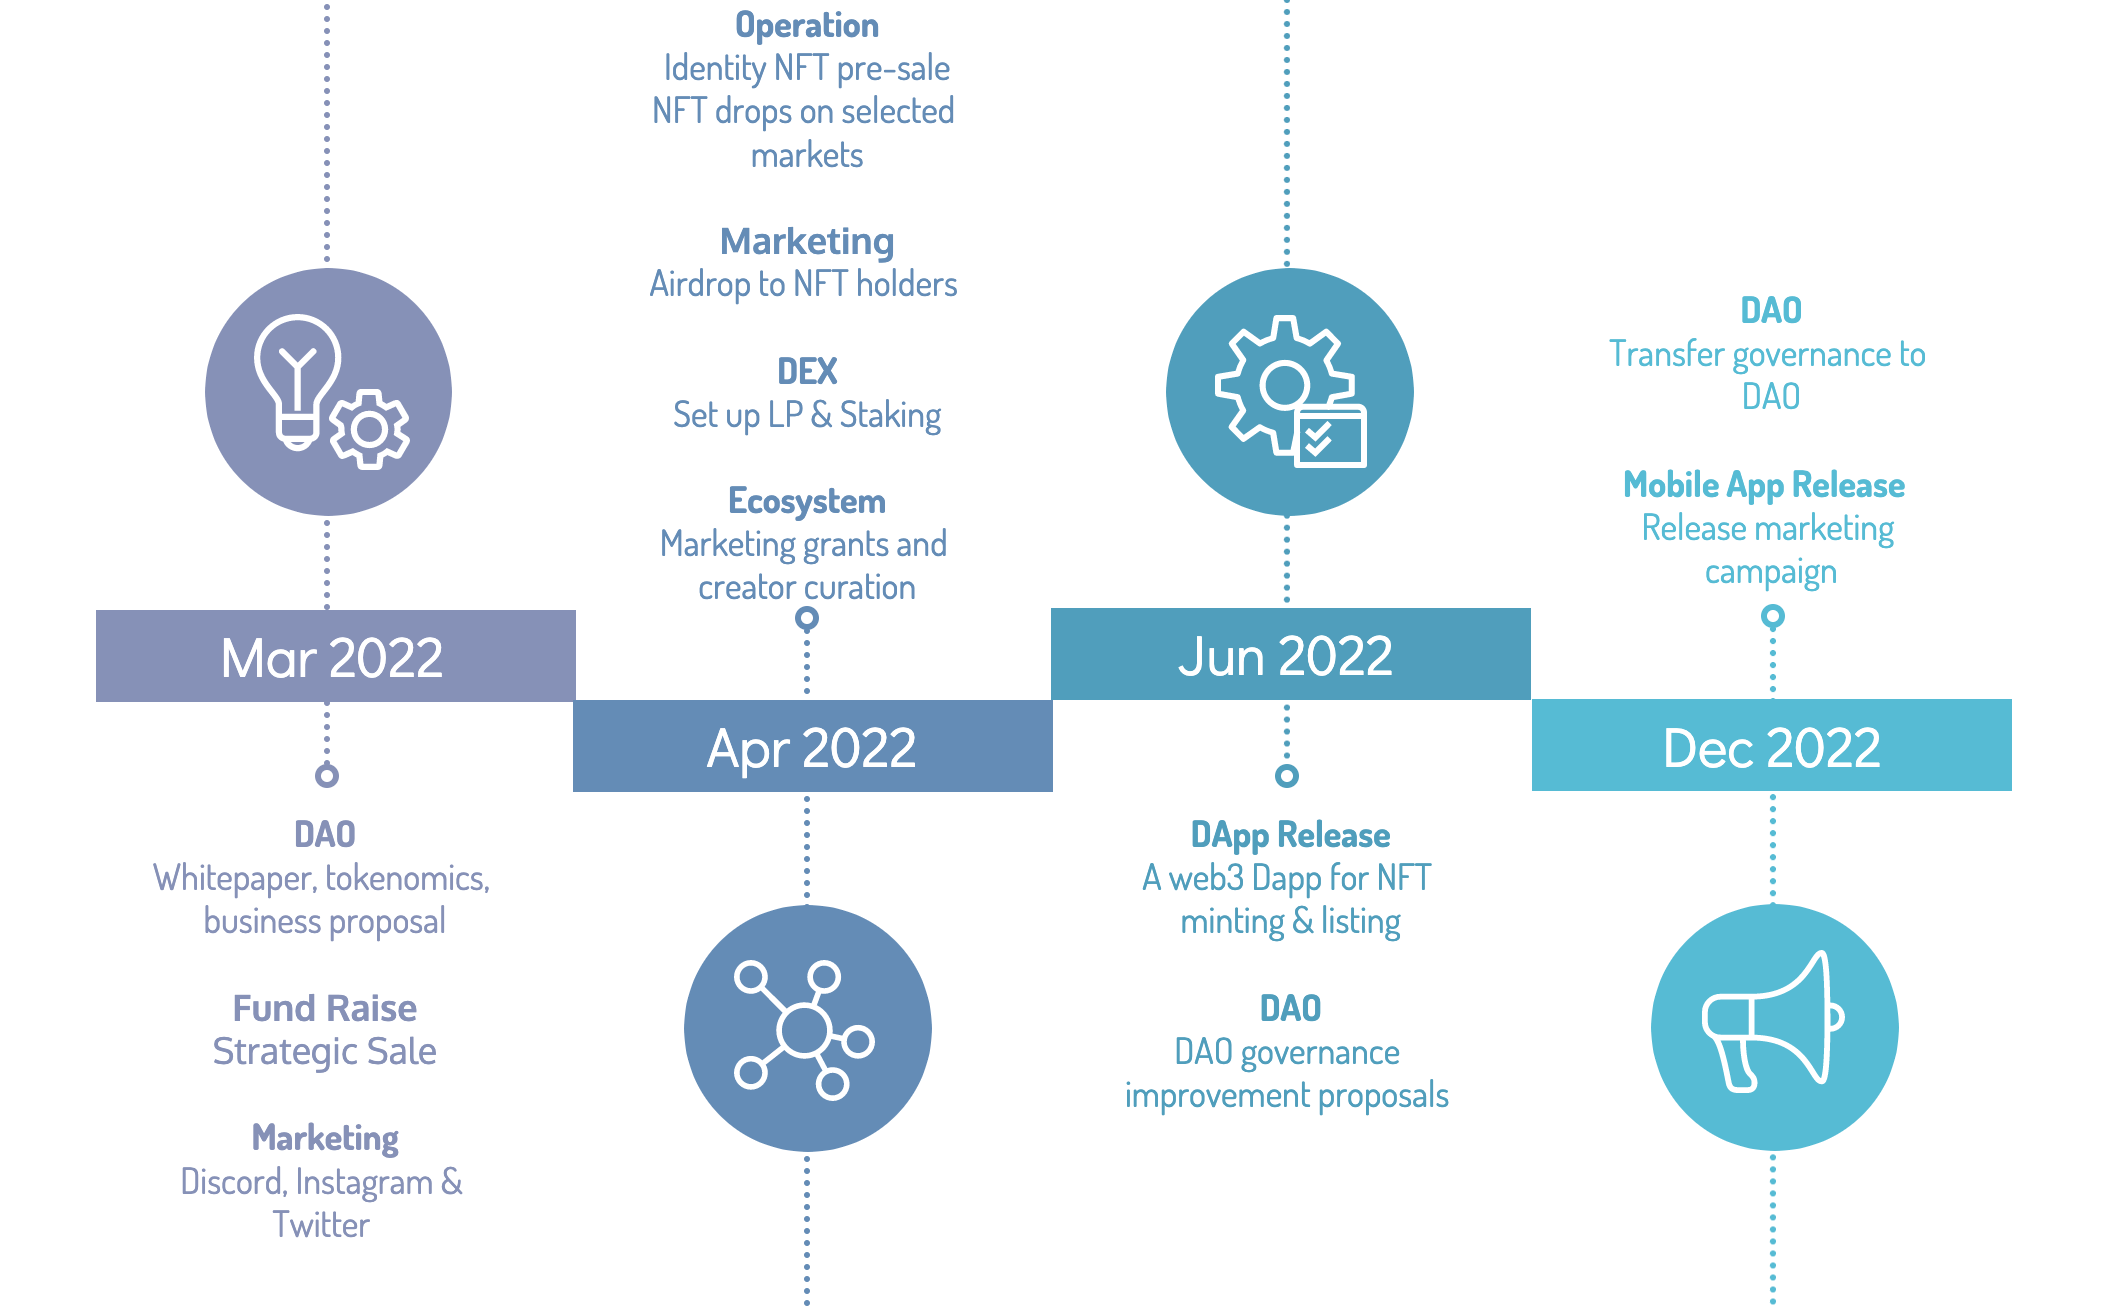 Mar 2022
DAO
Whitepaper, tokenomics,
business proposal
Fund Raise
Strategic Sale
Marketing
Discord, Instagram &
Twitter
Operation
Identity NFT pre-sale
NFT drops on selected
markets
Marketing
Airdrop to NFT holders
DEX
Set up LP & Staking
Ecosystem
Marketing grants and
creator curation
Apr 2022
Jun 2022
DApp Release
A web3 Dapp for NFT
minting & listing
DAO
DAO governance
improvement proposals
DAO
Transfer governance to
DAO
Mobile App Release
Release marketing
campaign
Dec 2022